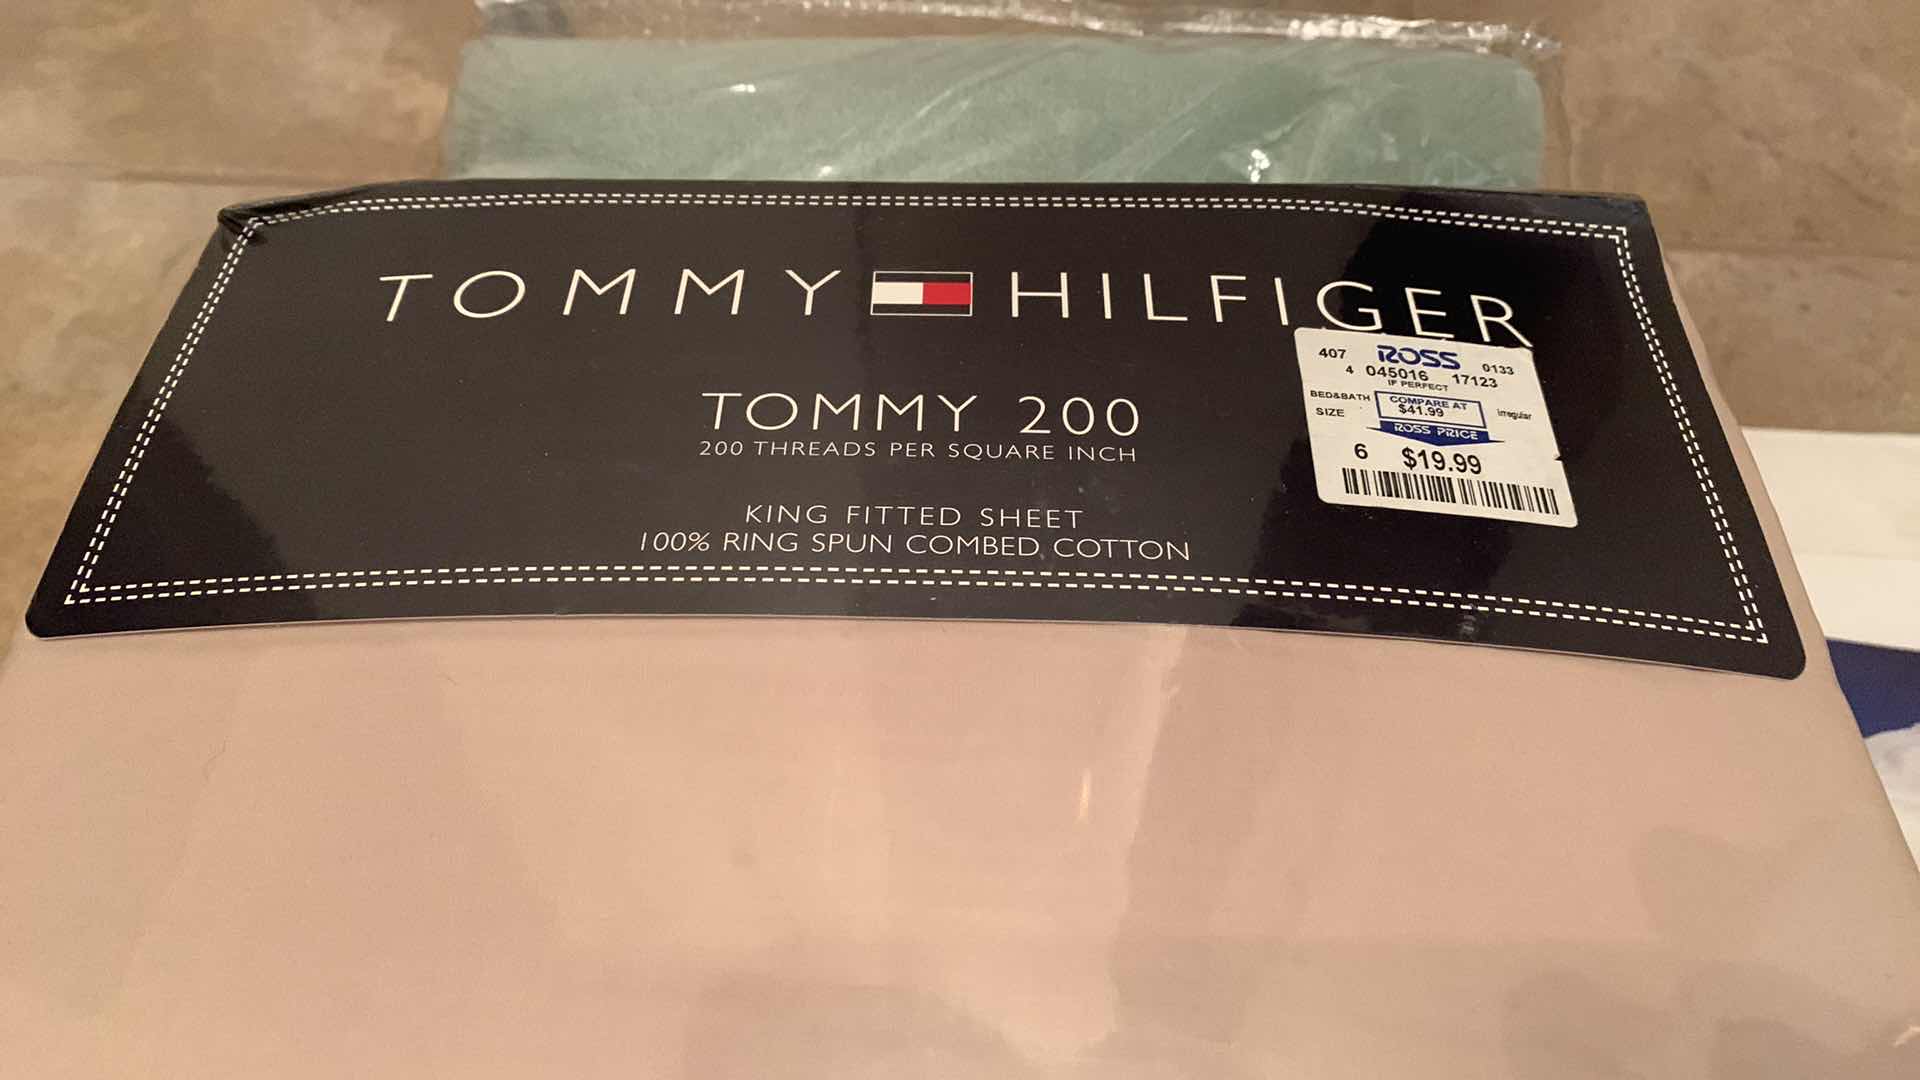 TOMMY HILFIGER
TOMMY 200
200 THREADS PER SQUARE INCH
KING FITTED SHEET
100% RING SPUN COMBED COTTON
407 ROSS 0133
4 045016 17123
IF PERFECT
BED&BATH COMPARE AT
SIZE $41.99 Irregular
ROSS PRICE
6 $19.99